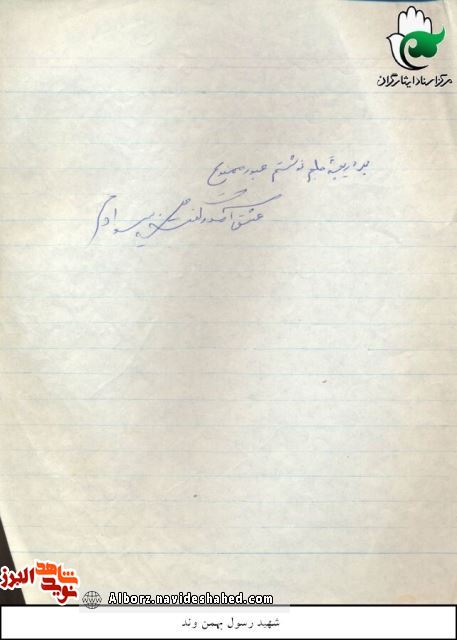 مرکز اسناد ایثارگران
بر دریچه قلبم نوشتم عبور ممنوع
عشق آمد و گفت من بی سوادم
نوید شاهد البرز
Alborz.navideshahed.com
شهید رسول بهمن وند